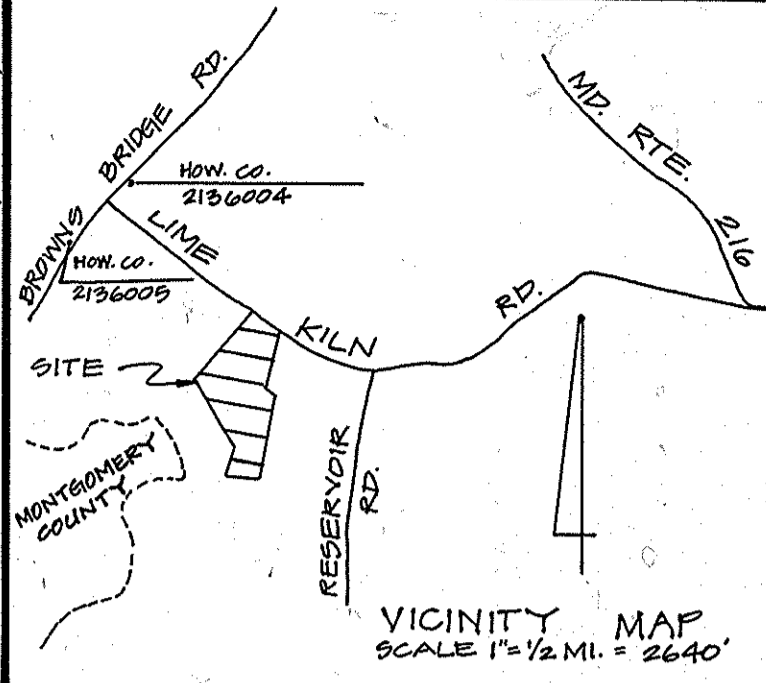 BROWNS BRIDGE RD.
MD. RTE. 216
HOW. CO.
2136004
LIME KILN RD.
HOW. CO.
2136005
SITE
MONTGOMERY
COUNTY
RESERVOIR RD.
VICINITY MAP
SCALE 1"=1/2 MI. = 2640'